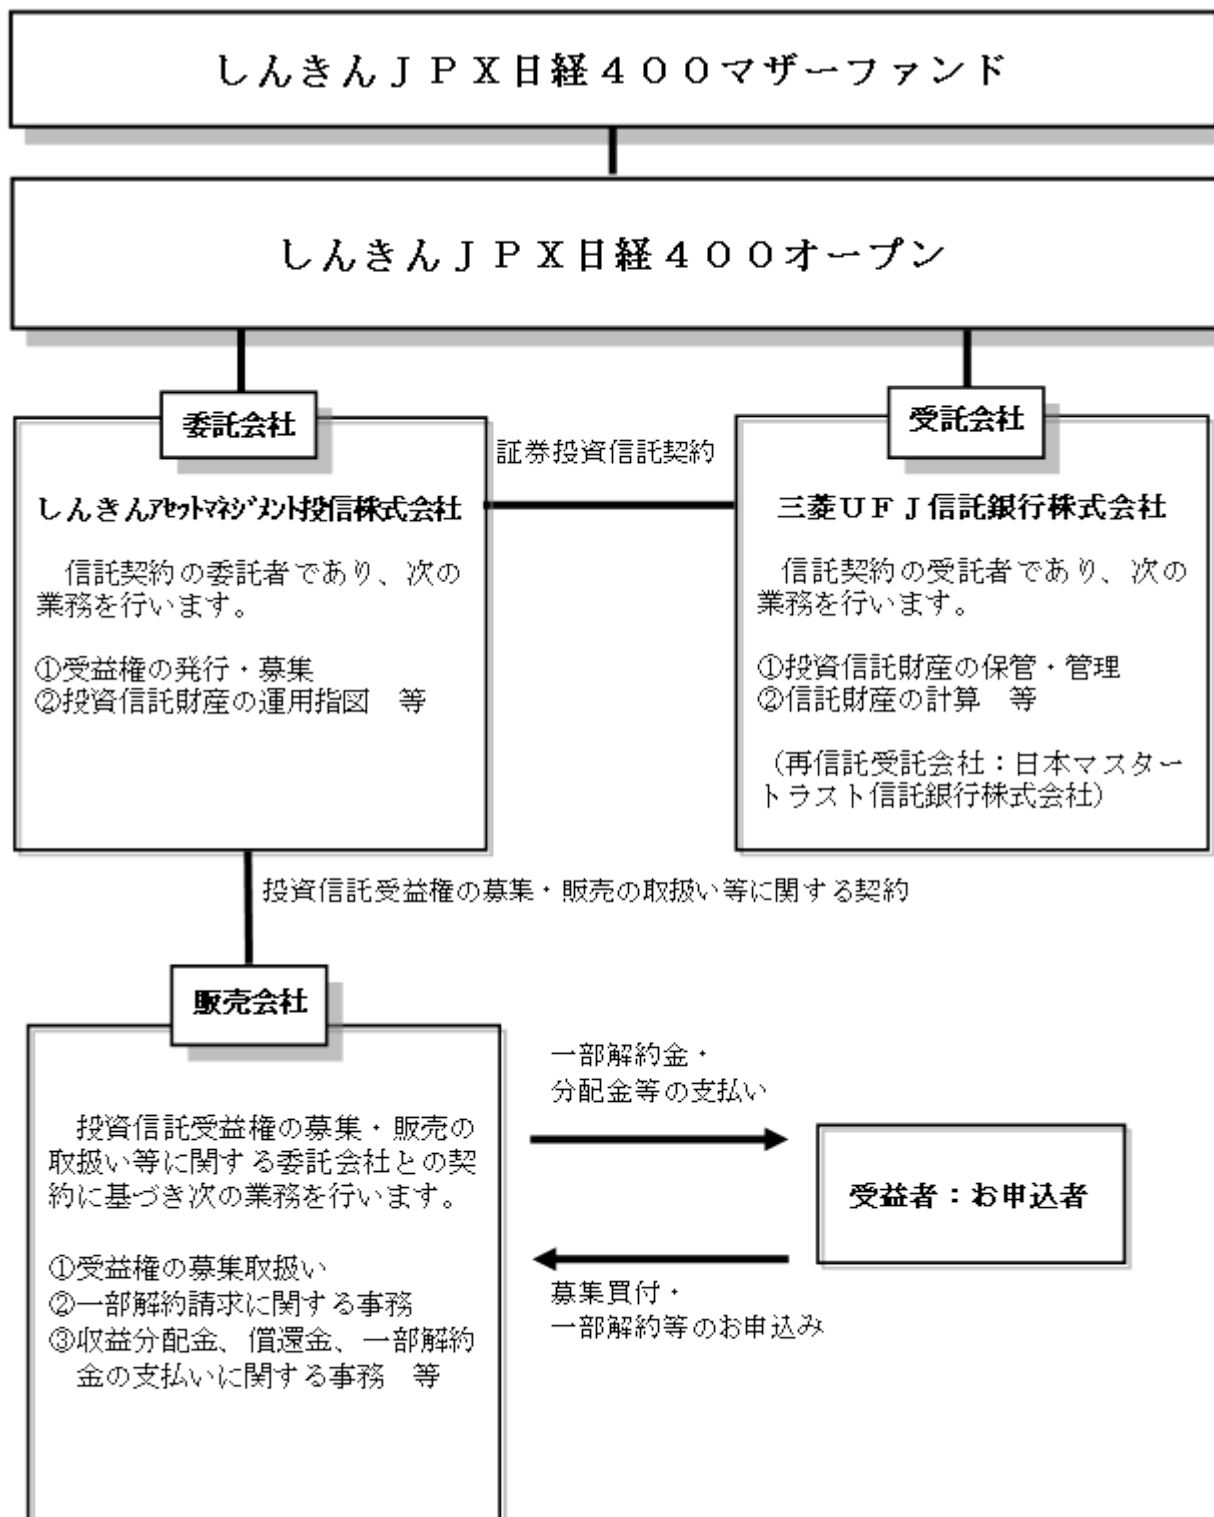 しんきんＪＰＸ日経４００マザーファンド
しんきんＪＰＸ日経４００オープン
委託会社
しんきんｱｾｯﾄﾏﾈｼﾞﾒﾝﾄ投信株式会社
信託契約の委託者であり、次の
業務を行います。
①受益権の発行・募集
②投資信託財産の運用指図　等
証券投資信託契約
受託会社
三菱ＵＦＪ信託銀行株式会社
信託契約の受託者であり、次の
業務を行います。
①投資信託財産の保管・管理
②信託財産の計算　等
（再信託受託会社：日本マスター
トラスト信託銀行株式会社）
投資信託受益権の募集・販売の取扱い等に関する契約
販売会社
投資信託受益権の募集・販売の
取扱い等に関する委託会社との契
約に基づき次の業務を行います。
①受益権の募集取扱い
②一部解約請求に関する事務
③収益分配金、償還金、一部解約
金の支払いに関する事務　等
一部解約金・
分配金等の支払い
受益者：お申込者
募集買付・
一部解約等のお申込み